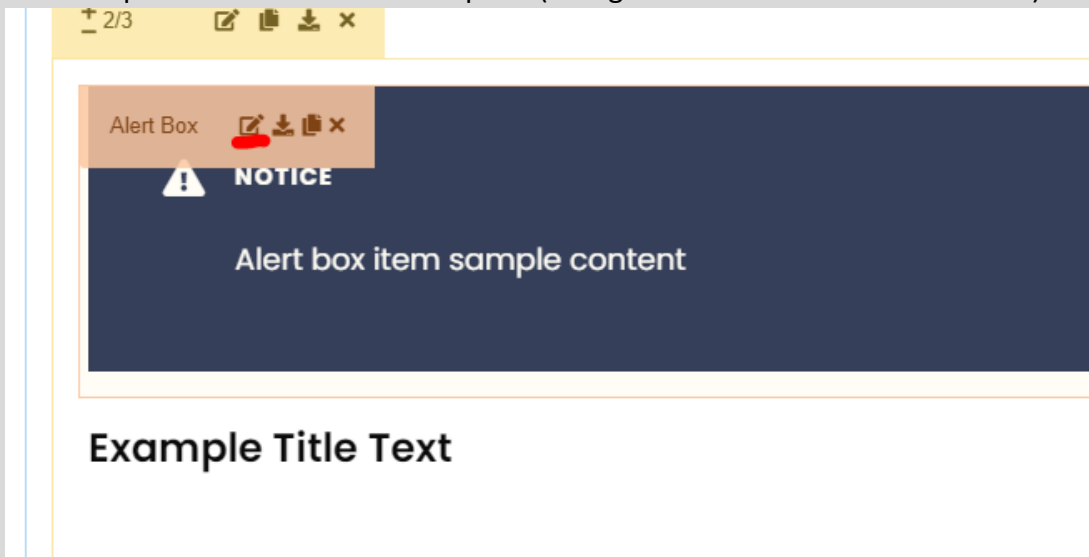 2/3
Alert Box
NOTICE
Alert box item sample content
Example Title Text